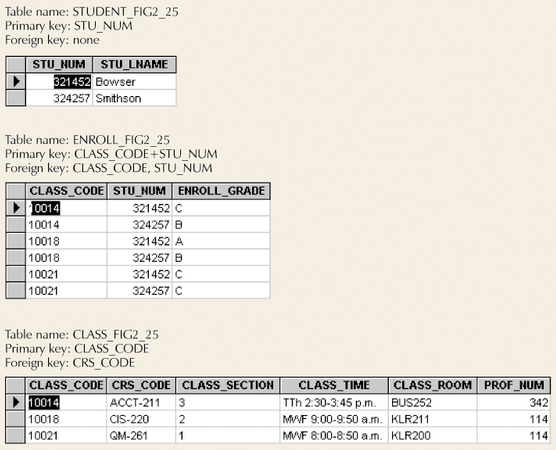 Table name: STUDENT_FIG2_25
Primary key: STU_NUM
Foreign key: none
STU_NUM STU_LNAME
321452 Bowser
324257 Smithson
Table name: ENROLL_FIG2_25
Primary key: CLASS_CODE+STU_NUM
Foreign key: CLASS_CODE, STU_NUM
CLASS_CODE STU_NUM ENROLL_GRADE
10014 321452 C
10014 324257 B
10018 321452 A
10018 324257 B
10021 321452 C
10021 324257 C
Table name: CLASS_FIG2_25
Primary key: CLASS_CODE
Foreign key: CRS_CODE
CLASS_CODE CRS_CODE CLASS_SECTION CLASS_TIME CLASS_ROOM PROF_NUM
10014 ACCT-211 3 TTh 2:30-3:45 p.m. BUS252 342
10018 CIS-220 2 MWF 9:00-9:50 a.m. KLR211 114
10021 QM-261 1 MWF 8:00-8:50 a.m. KLR200 114